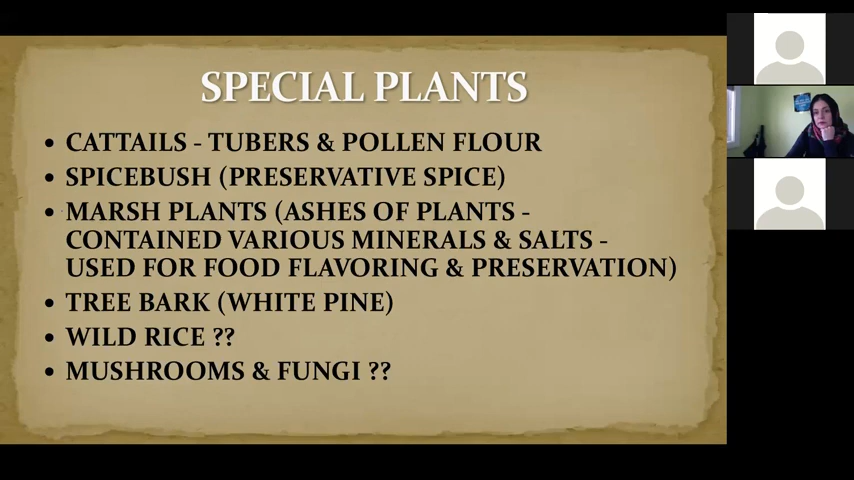 SPECIAL PLANTS
• CATTAILS - TUBERS & POLLEN FLOUR
• SPICEBUSH (PRESERVATIVE SPICE)
• MARSH PLANTS (ASHES OF PLANTS -
CONTAINED VARIOUS MINERALS & SALTS -
USED FOR FOOD FLAVORING & PRESERVATION)
• TREE BARK (WHITE PINE)
• WILD RICE ??
• MUSHROOMS & FUNGI ??